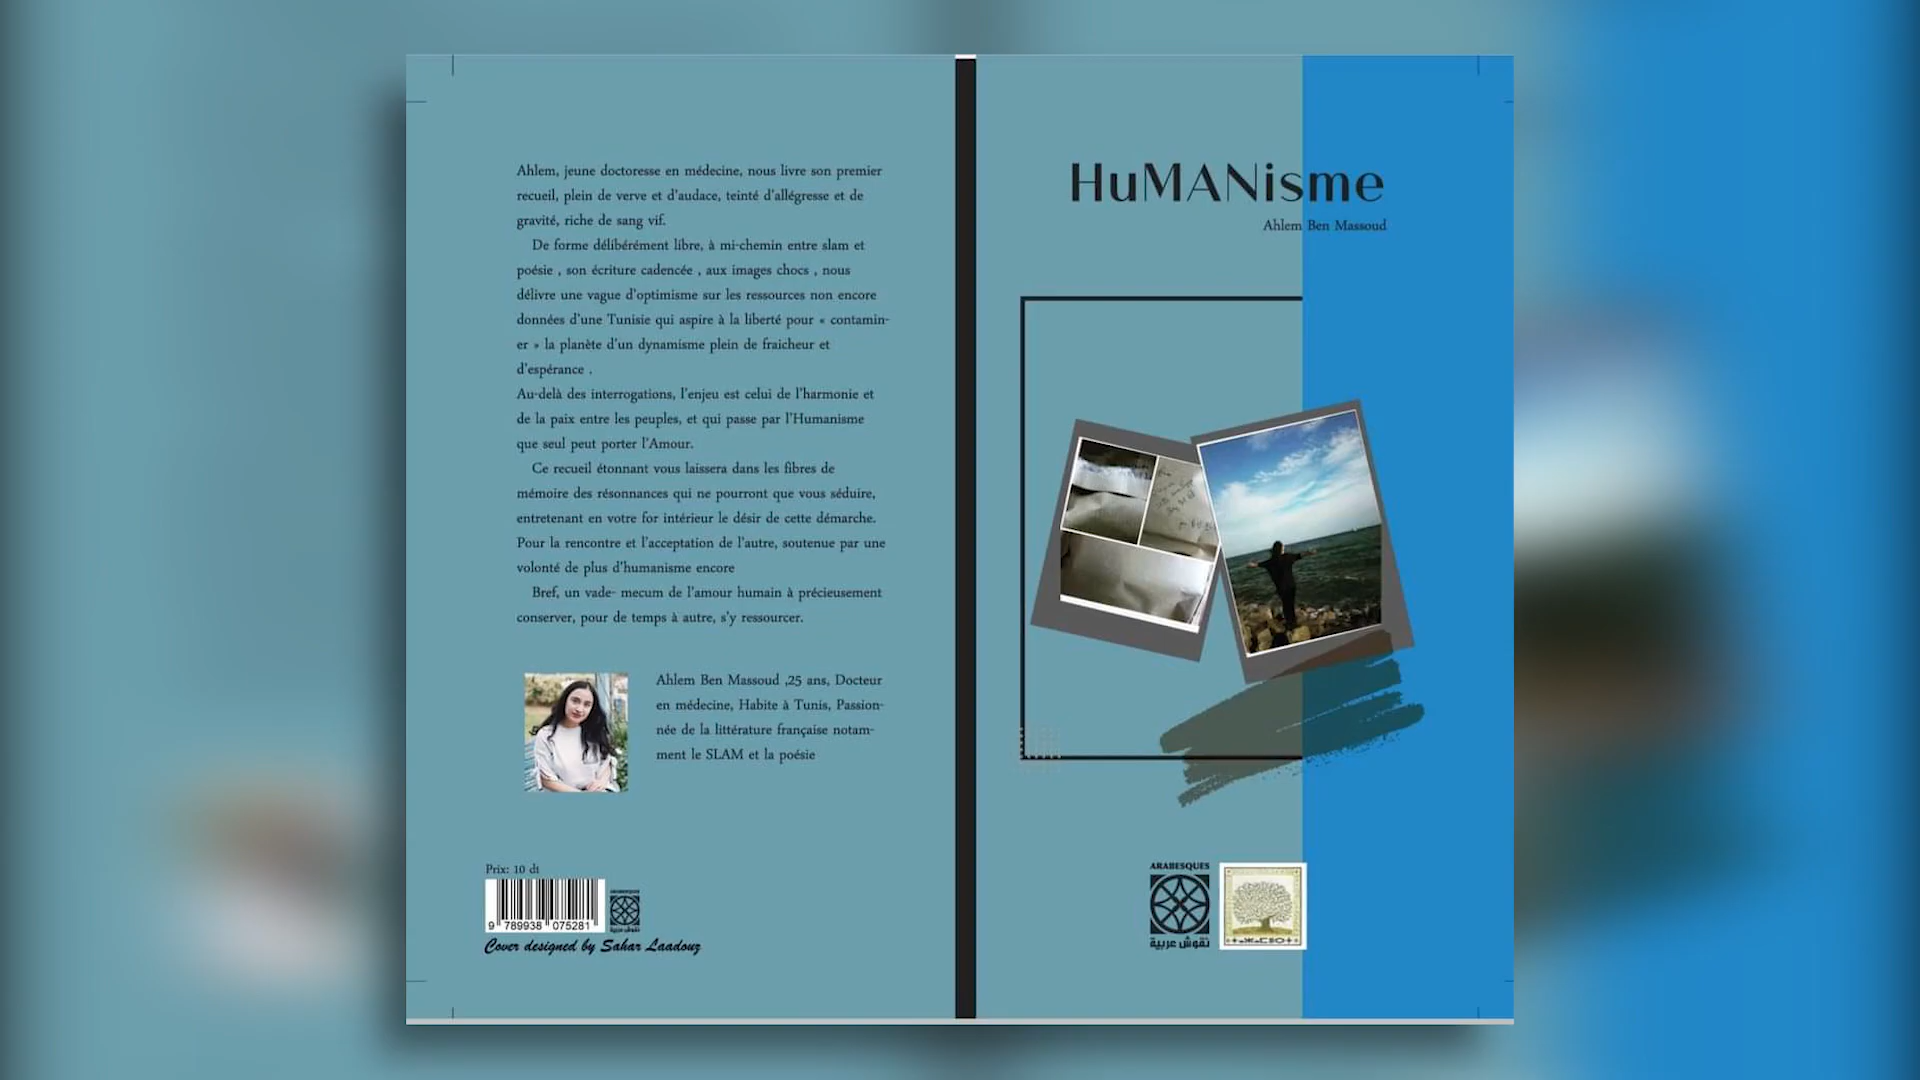 Ahlem, jeune doctoresse en médecine, nous livre son premier
recueil, plein de verve et d'audace, teinté d'allégresse et de
gravité, riche de sang vif.
De forme délibérément libre, à mi-chemin entre slam et
poésie , son écriture cadencée , aux images chocs , nous
délivre une vague d'optimisme sur les ressources non encore
données d'une Tunisie qui aspire à la liberté pour « contamin-
er » la planète d'un dynamisme plein de fraicheur et
d'espérance .
Au-delà des interrogations, l'enjeu est celui de l'harmonie et
de la paix entre les peuples, et qui passe par l'Humanisme
que seul peut porter l'Amour.
Ce recueil étonnant vous laissera dans les fibres de
mémoire des résonnances qui ne pourront que vous séduire,
entretenant en votre for intérieur le désir de cette démarche.
Pour la rencontre et l'acceptation de l'autre, soutenue par une
volonté de plus d'humanisme encore
Bref, un vade- mecum de l'amour humain à précieusement
conserver, pour de temps à autre, s'y ressourcer.
Ahlem Ben Massoud ,25 ans, Docteur
en médecine, Habite à Tunis, Passion-
née de la littérature française notam-
ment le SLAM et la poésie
Prix: 10 dt
9 789938 075281
ARABESQUES
نقوش عربية
Cover designed by Sahar Laadouz
HuMANisme
Ahlem Ben Massoud
ARABESQUES
نقوش عربية